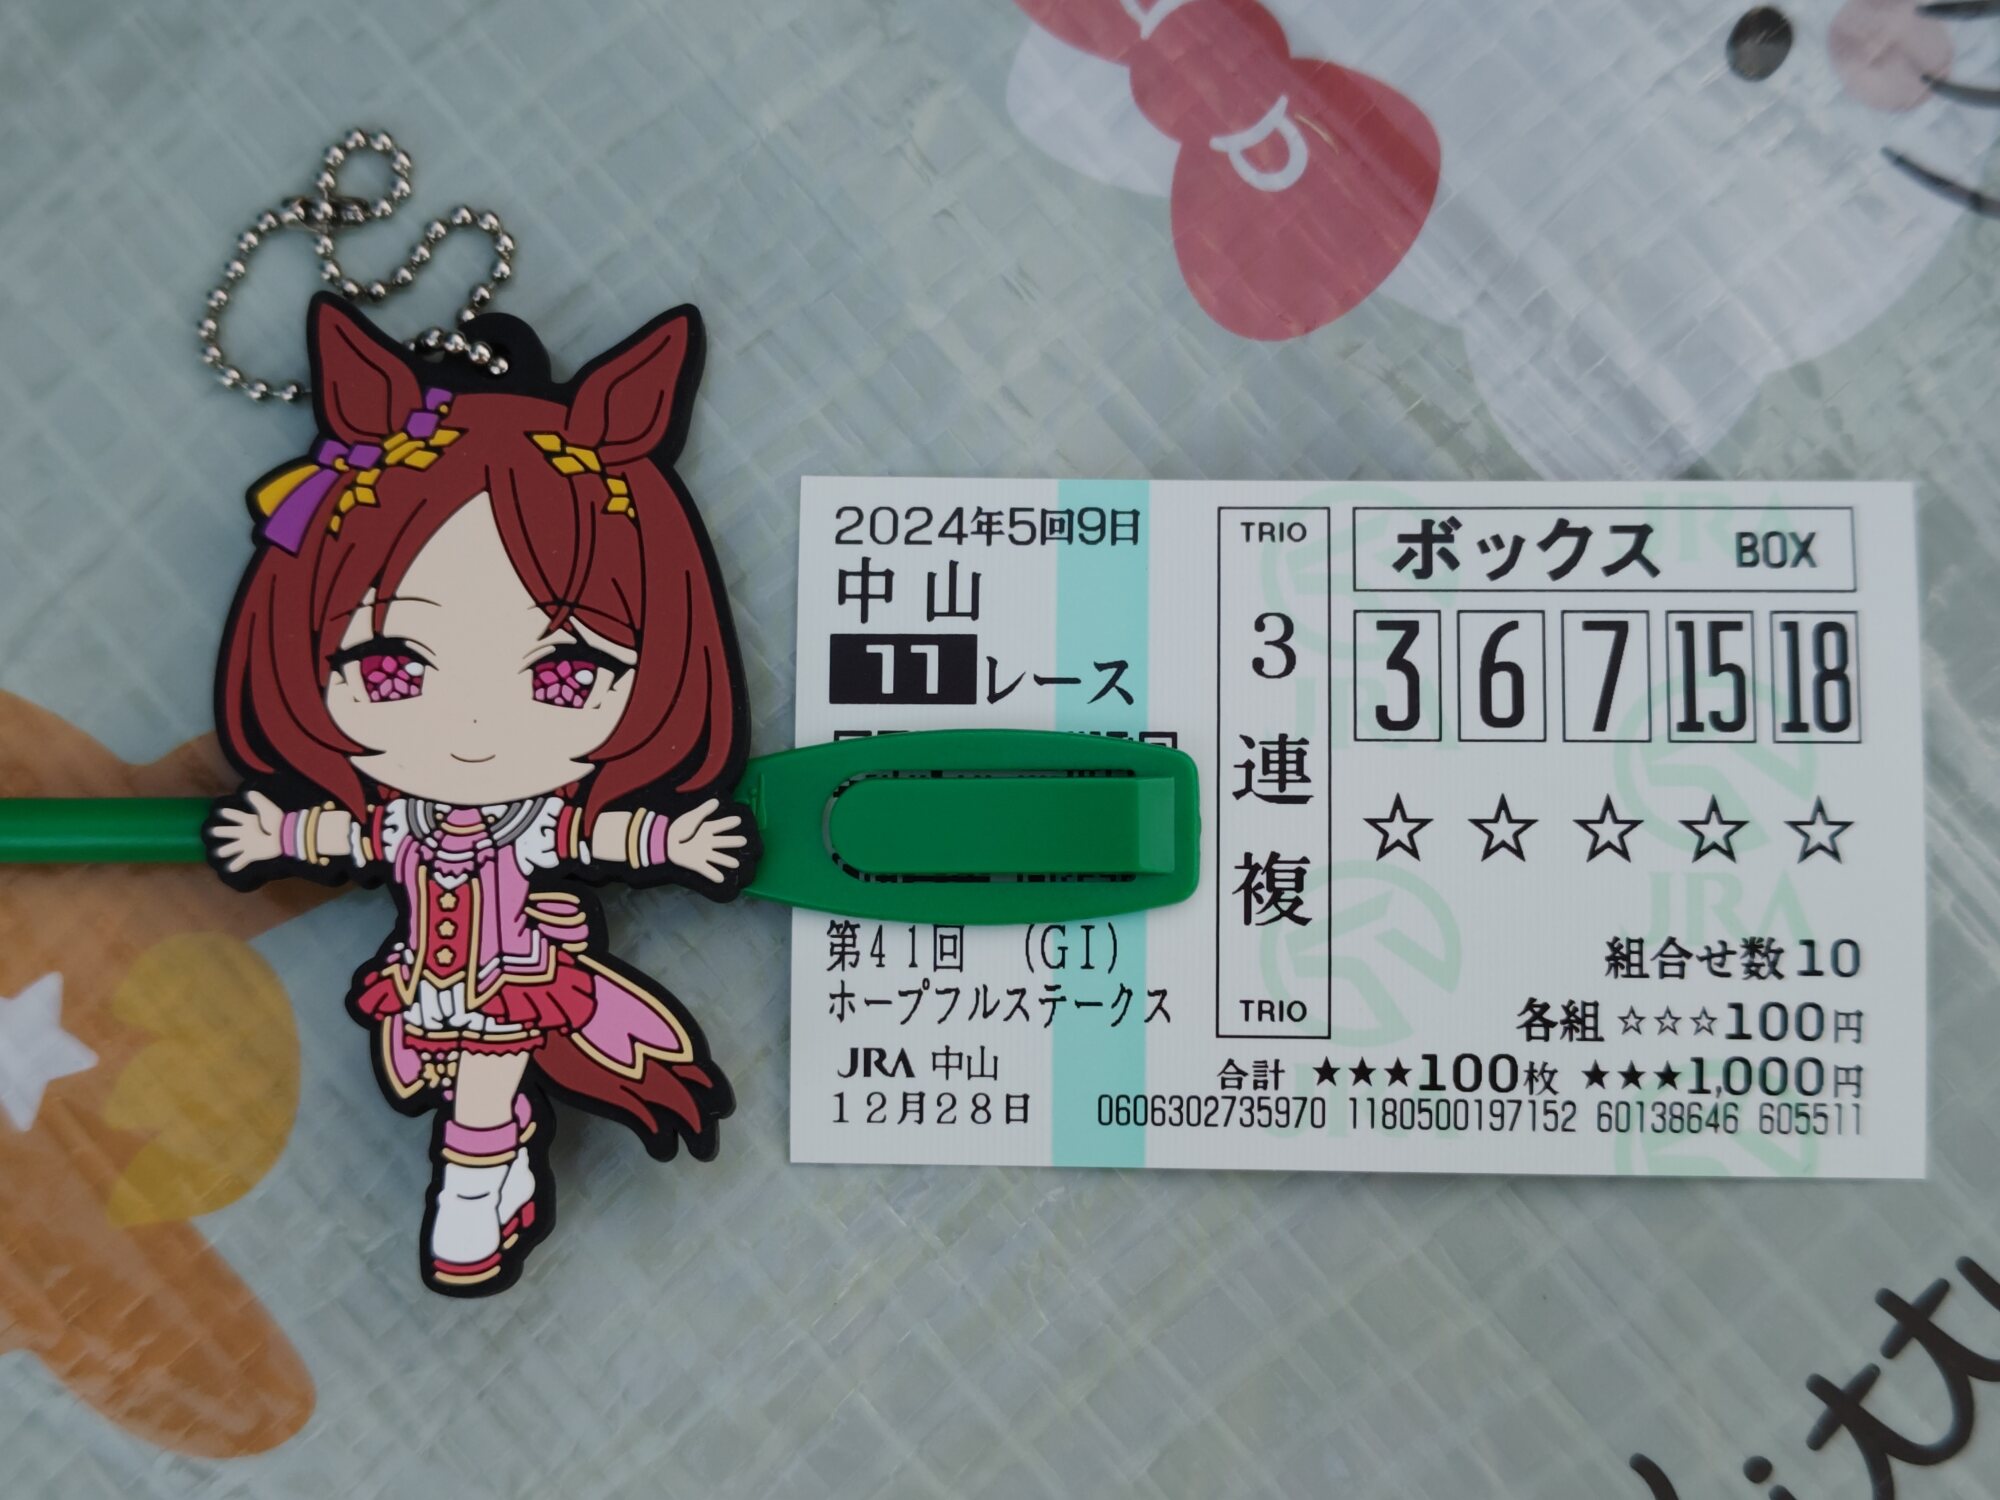 2024年5回9日
中山
11レース
第41回 (GI)
ホープフルステークス
JRA 中山
12月28日
TRIO
3連複
TRIO
ボックス BOX
3 6 7 15 18
☆ ☆ ☆ ☆ ☆
組合せ数10
各組 ☆☆☆100円
合計 ★★★100枚 ★★★1,000円
0606302735970 1180500197152 60138646 605511